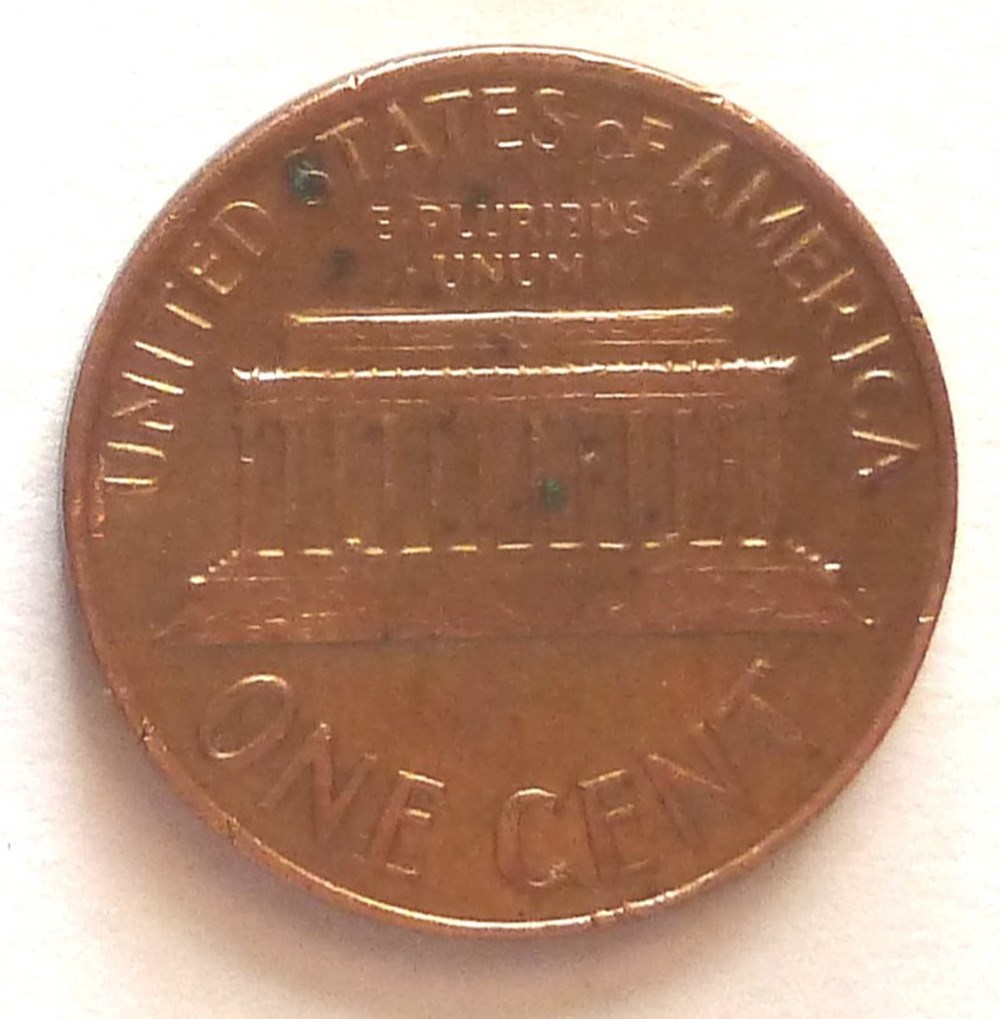 UNITED STATES OF AMERICA
E PLURIBUS
UNUM
ONE CENT